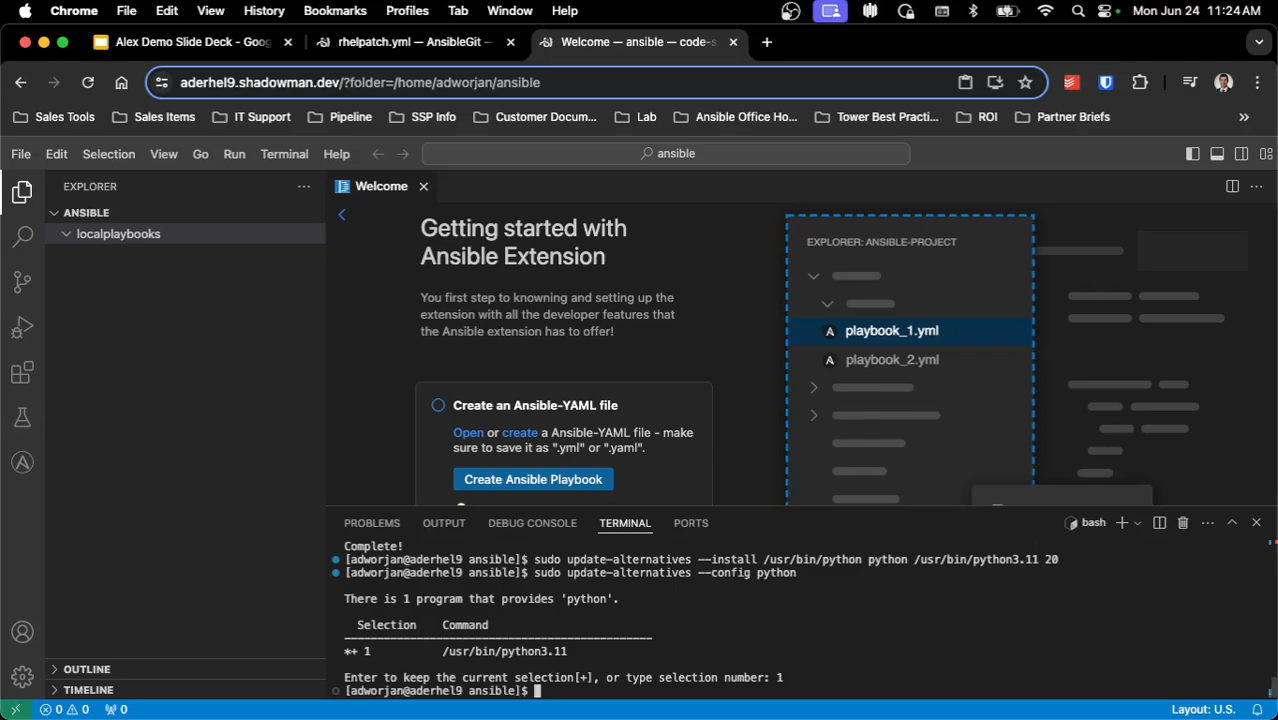 Chrome File Edit View History Bookmarks Profiles Tab Window Help Mon Jun 24 11:24 AM
Alex Demo Slide Deck - Goog
rhelpatch.yml — AnsibleGit —
Welcome — ansible — code-s
aderhel9.shadowman.dev/?folder=/home/adworjan/ansible
Sales Tools Sales Items IT Support Pipeline SSP Info Customer Docum... Lab Ansible Office Ho... Tower Best Practi... ROI Partner Briefs
File Edit Selection View Go Run Terminal Help
ansible
EXPLORER
Welcome
ANSIBLE
localplaybooks
Getting started with
Ansible Extension
You first step to knowning and setting up the
extension with all the developer features that
the Ansible extension has to offer!
Create an Ansible-YAML file
Open or create a Ansible-YAML file - make
sure to save it as ".yml" or ".yaml".
Create Ansible Playbook
EXPLORER: ANSIBLE-PROJECT
playbook_1.yml
playbook_2.yml
PROBLEMS OUTPUT DEBUG CONSOLE TERMINAL PORTS
bash
Complete!
[adworjan@aderhel9 ansible]$ sudo update-alternatives --install /usr/bin/python python /usr/bin/python3.11 20
[adworjan@aderhel9 ansible]$ sudo update-alternatives --config python
There is 1 program that provides 'python'.
Selection Command
-----------------------------------------------
*+ 1 /usr/bin/python3.11
Enter to keep the current selection[+], or type selection number: 1
[adworjan@aderhel9 ansible]$
OUTLINE
TIMELINE
0 0 0 Layout: U.S.